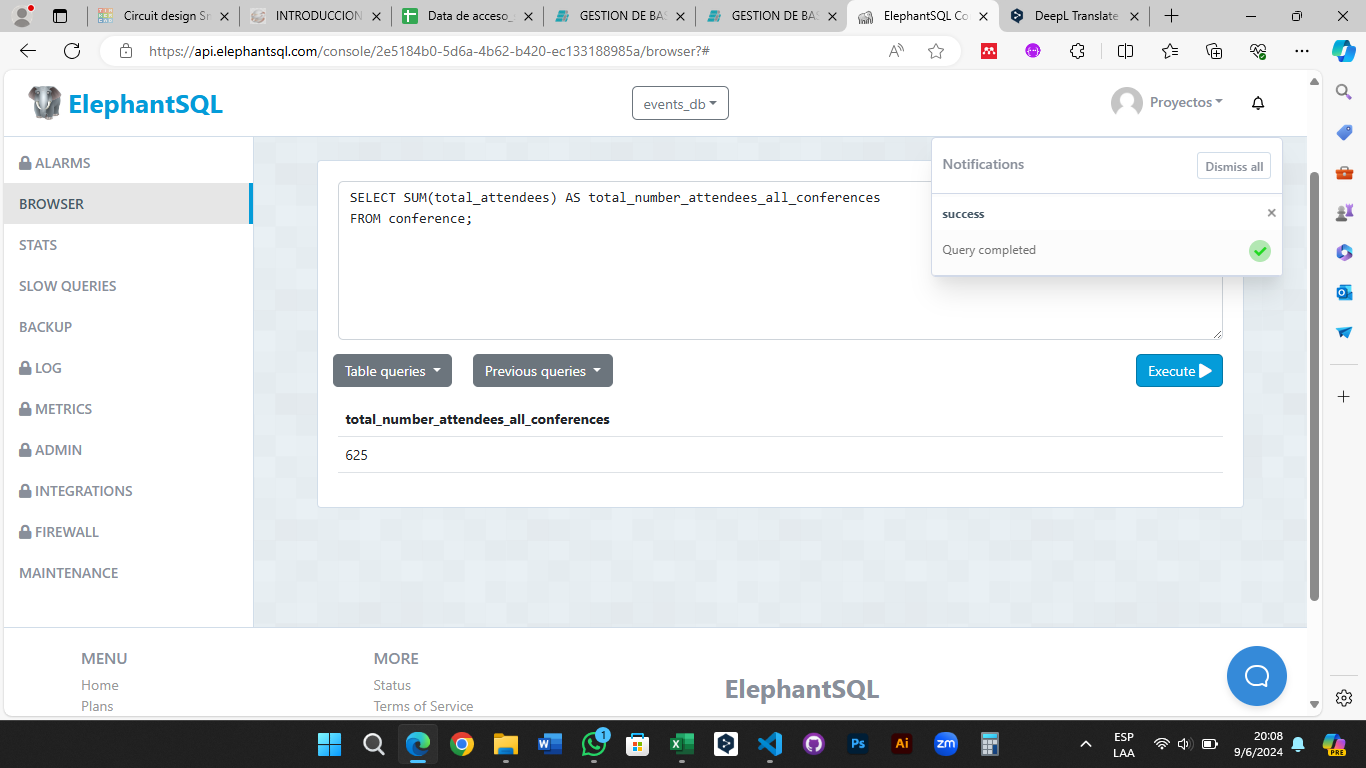 Circuit design Sn
INTRODUCCION
Data de acceso_
GESTION DE BAS
GESTION DE BAS
ElephantSQL Co
DeepL Translate
https://api.elephantsql.com/console/2e5184b0-5d6a-4b62-b420-ec133188985a/browser?#
ElephantSQL
events_db
Proyectos
ALARMS
BROWSER
STATS
SLOW QUERIES
BACKUP
LOG
METRICS
ADMIN
INTEGRATIONS
FIREWALL
MAINTENANCE
SELECT SUM(total_attendees) AS total_number_attendees_all_conferences
FROM conference;
Notifications
Dismiss all
success
Query completed
Table queries
Previous queries
Execute
total_number_attendees_all_conferences
625
MENU
Home
Plans
MORE
Status
Terms of Service
ElephantSQL
1
ESP
LAA
20:08
9/6/2024